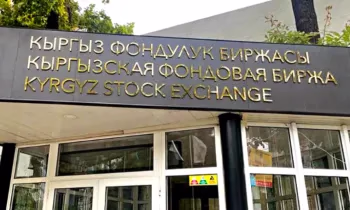 КЫРГЫЗ ФОНДУЛУК БИРЖАСЫ
КЫРГЫЗСКАЯ ФОНДОВАЯ БИРЖА
KYRGYZ STOCK EXCHANGE